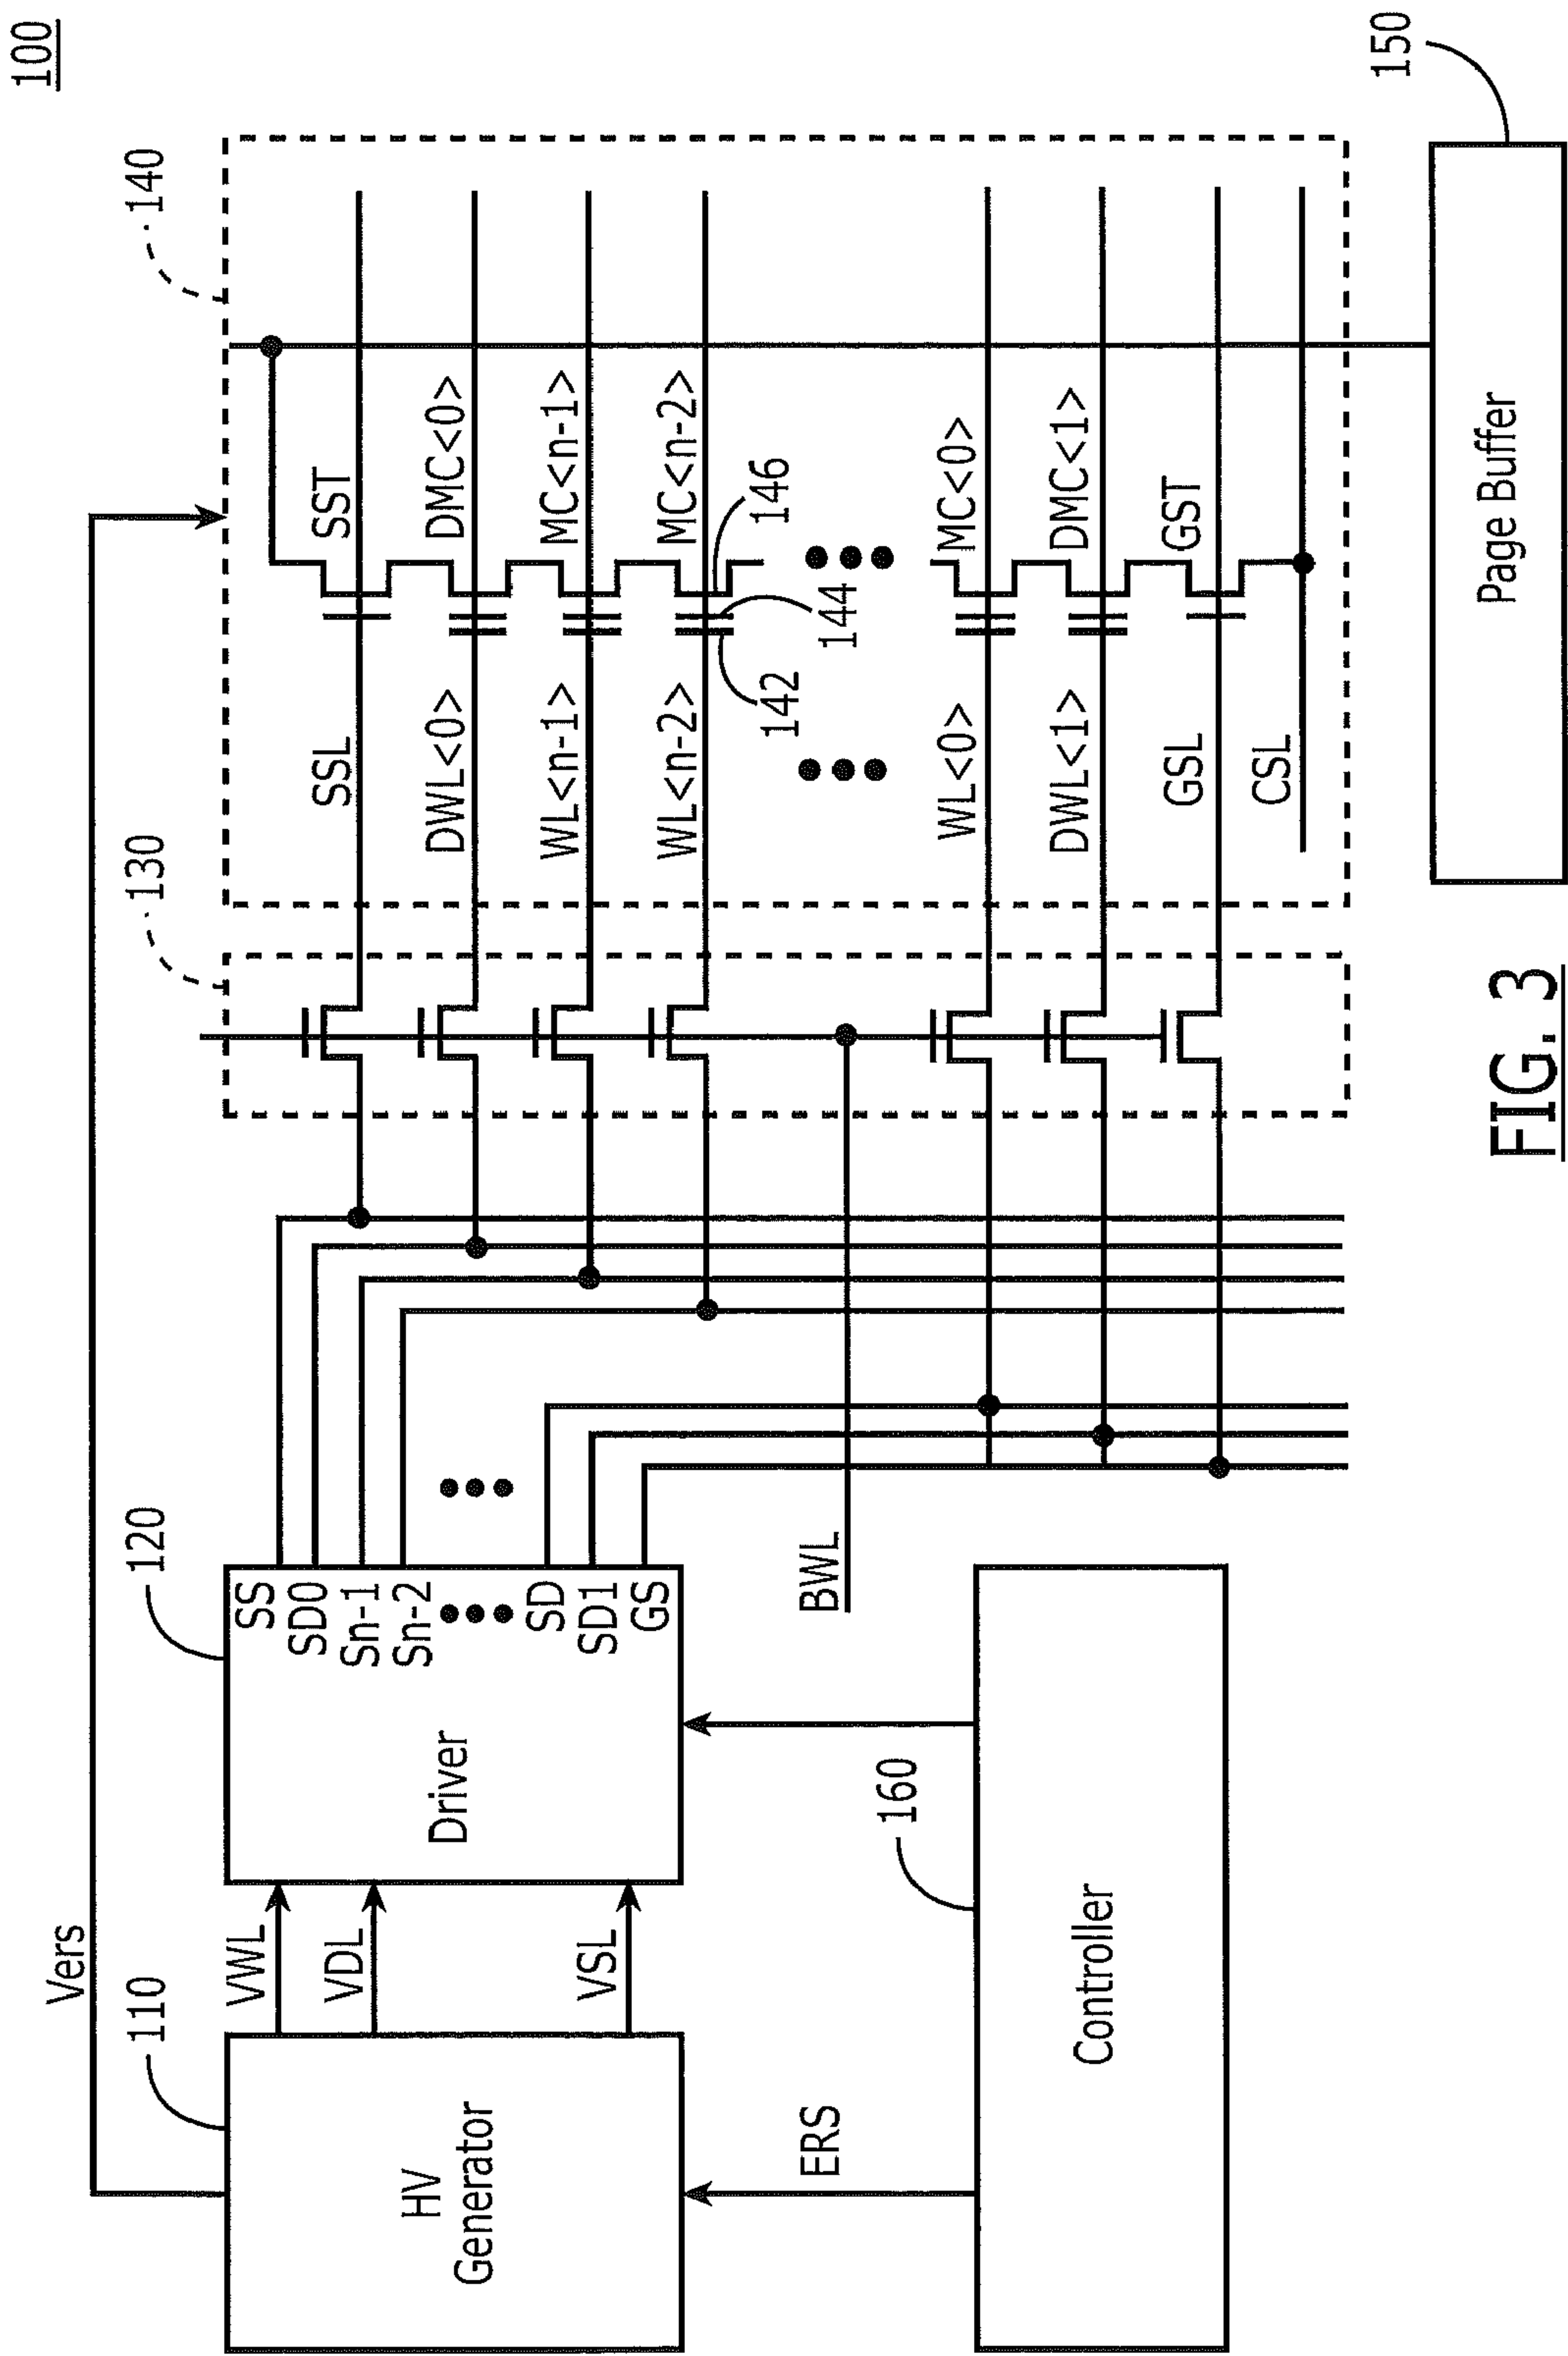 100
Vers
110
120
130
140
HV
Generator
VWL
VDL
VSL
Driver
SS
SD0
Sn-1
Sn-2
SD
SD1
GS
SSL
SST
DWL<0>
DMC<0>
WL<n-1>
MC<n-1>
WL<n-2>
MC<n-2>
142
144
146
WL<0>
MC<0>
DWL<1>
DMC<1>
GSL
GST
CSL
ERS
BWL
160
Controller
150
Page Buffer
FIG. 3